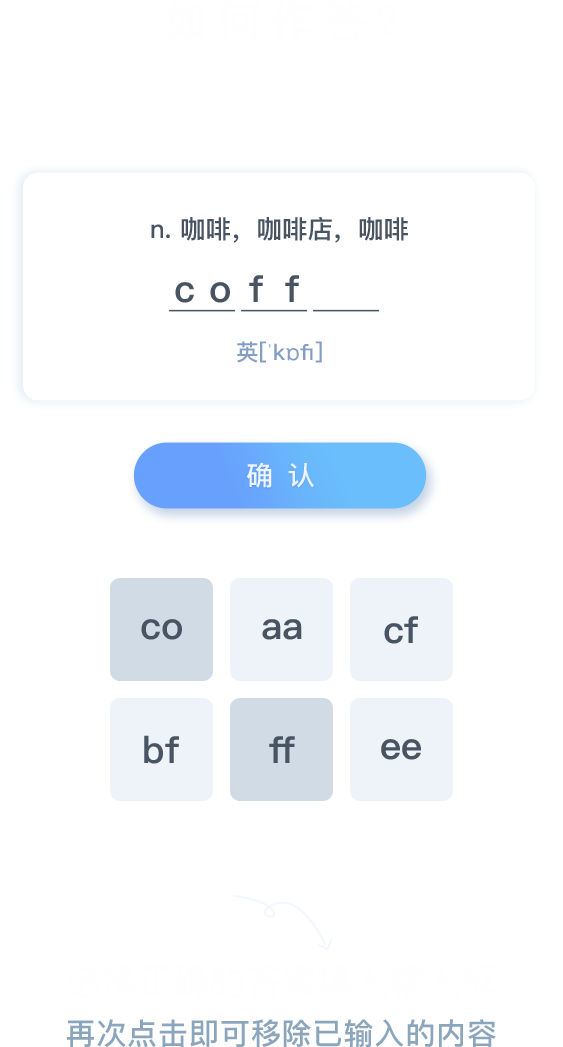 n. 咖啡，咖啡店，咖啡
c o f f
英[ˈkɒfi]
确 认
co aa cf
bf ff ee
再次点击即可移除已输入的内容